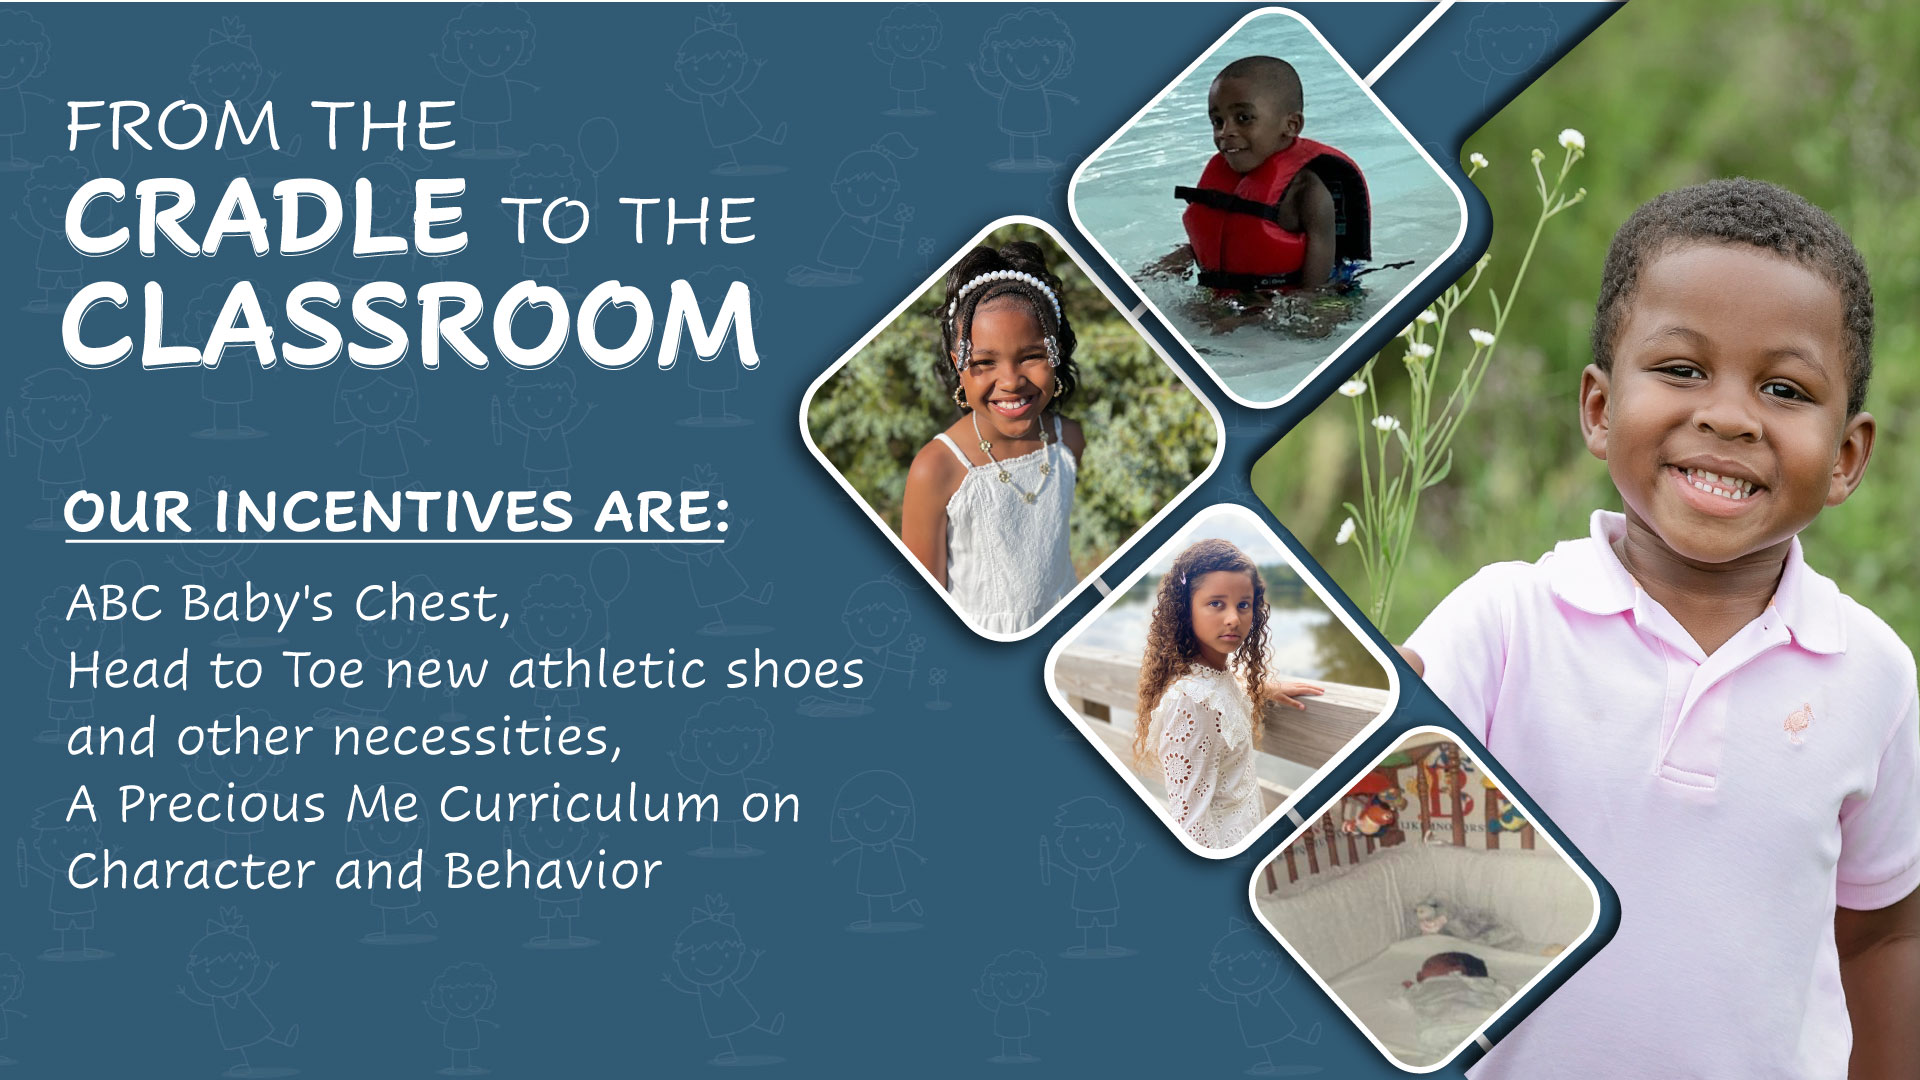 FROM THE
CRADLE TO THE
CLASSROOM
OUR INCENTIVES ARE:
ABC Baby's Chest,
Head to Toe new athletic shoes
and other necessities,
A Precious Me Curriculum on
Character and Behavior